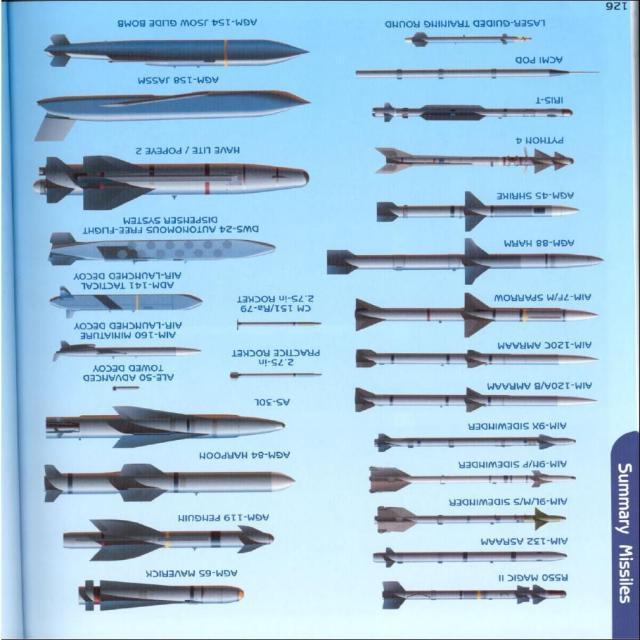 Summary Missiles
R550 MAGIC II
AIM-132 ASRAAM
AIM-9L/M/S SIDEWINDER
AIM-9N/P SIDEWINDER
AIM-9X SIDEWINDER
AIM-120A/B AMRAAM
AIM-120C AMRAAM
AIM-7F/M SPARROW
AGM-88 HARM
AGM-45 SHRIKE
PYTHON 4
IRIS-T
ACMI POD
LASER-GUIDED TRAINING ROUND
AGM-65 MAVERICK
AGM-119 PENGUIN
AGM-84 HARPOON
AS-30L
ALE-50 ADVANCED
TOWED DECOY
2.75-in
PRACTICE ROCKET
AIM-160 MINIATURE
AIR-LAUNCHED DECOY
CM 151/Ra-79
2.75-in ROCKET
ADM-141 TACTICAL
AIR-LAUNCHED DECOY
DWS-24 AUTONOMOUS FREE-FLIGHT
DISPENSER SYSTEM
HAVE LITE / POPEYE 2
AGM-158 JASSM
AGM-154 JSOW GLIDE BOMB
126